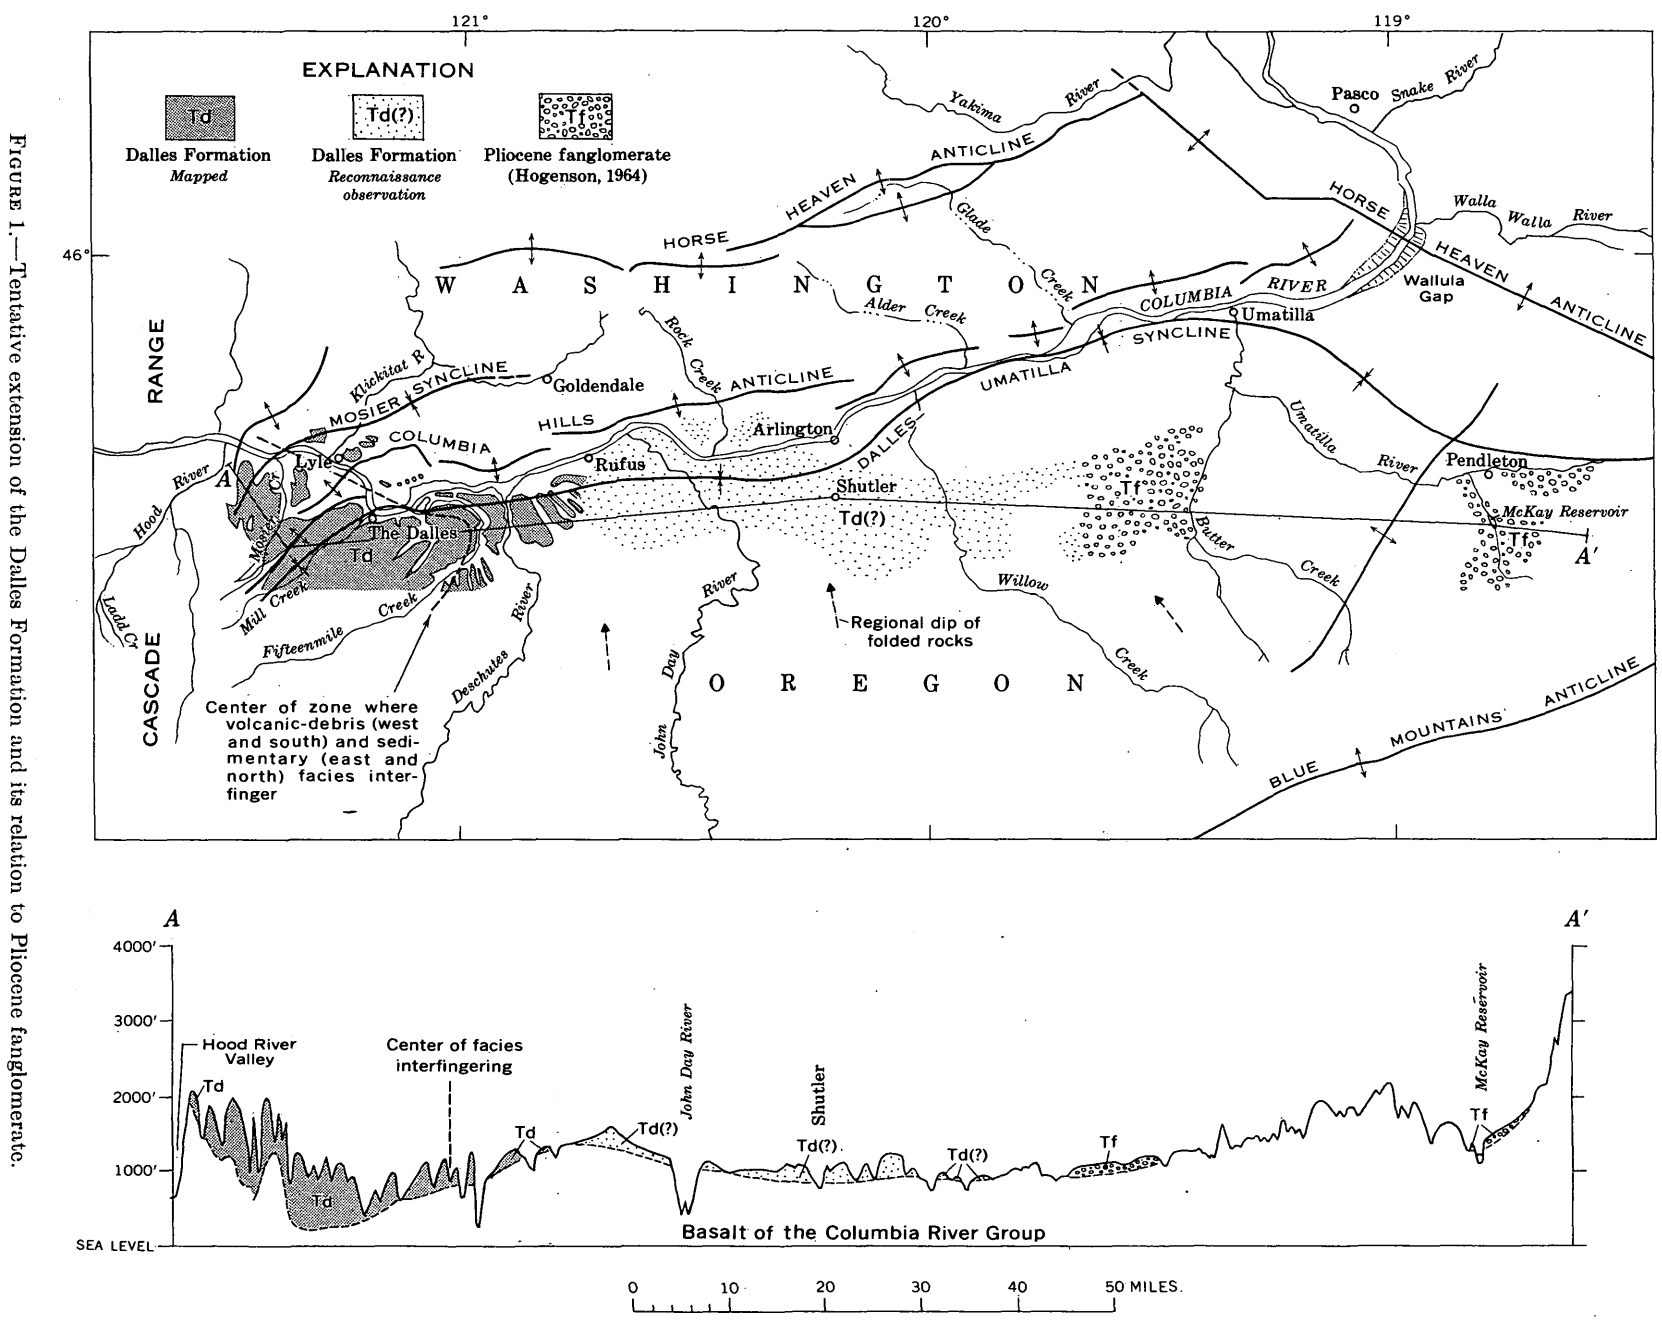 121°
120°
119°
EXPLANATION
Td
Td(?)
Tf
Dalles Formation
Mapped
Dalles Formation
Reconnaissance
observation
Pliocene fanglomerate
(Hogenson, 1964)
Yakima
River
Pasco
Snake River
HORSE
HEAVEN
ANTICLINE
Glade
Creek
HORSE
HEAVEN
ANTICLINE
Walla
Walla
River
Wallula
Gap
46°
WASHINGTON
Alder
Creek
Rock
Creek
COLUMBIA
RIVER
Umatilla
RANGE
CASCADE
Klickitat R
MOSIER
SYNCLINE
Goldendale
COLUMBIA
HILLS
ANTICLINE
DALLES
UMATILLA
SYNCLINE
Arlington
Umatilla
River
Pendleton
Lyle
Rufus
Shutler
Td(?)
Tf
McKay Reservoir
Tf
A
A'
Hood
River
Mosier
Cr
The Dalles
Td
Mill Creek
Butter
Creek
Willow
Creek
Ladd Cr
Fifteenmile
Creek
Deschutes
River
John
Day
River
Regional dip of
folded rocks
OREGON
BLUE
MOUNTAINS
ANTICLINE
Center of zone where
volcanic-debris (west
and south) and sedi-
mentary (east and
north) facies inter-
finger
A
A'
4000'
3000'
2000'
1000'
SEA LEVEL
Hood River
Valley
Td
Center of facies
interfingering
Td
Td
John Day River
Td(?)
Shutler
Td(?)
Td(?)
Tf
McKay Reservoir
Tf
Basalt of the Columbia River Group
0 10 20 30 40 50 MILES.
FIGURE 1.—Tentative extension of the Dalles Formation and its relation to Pliocene fanglomerate.